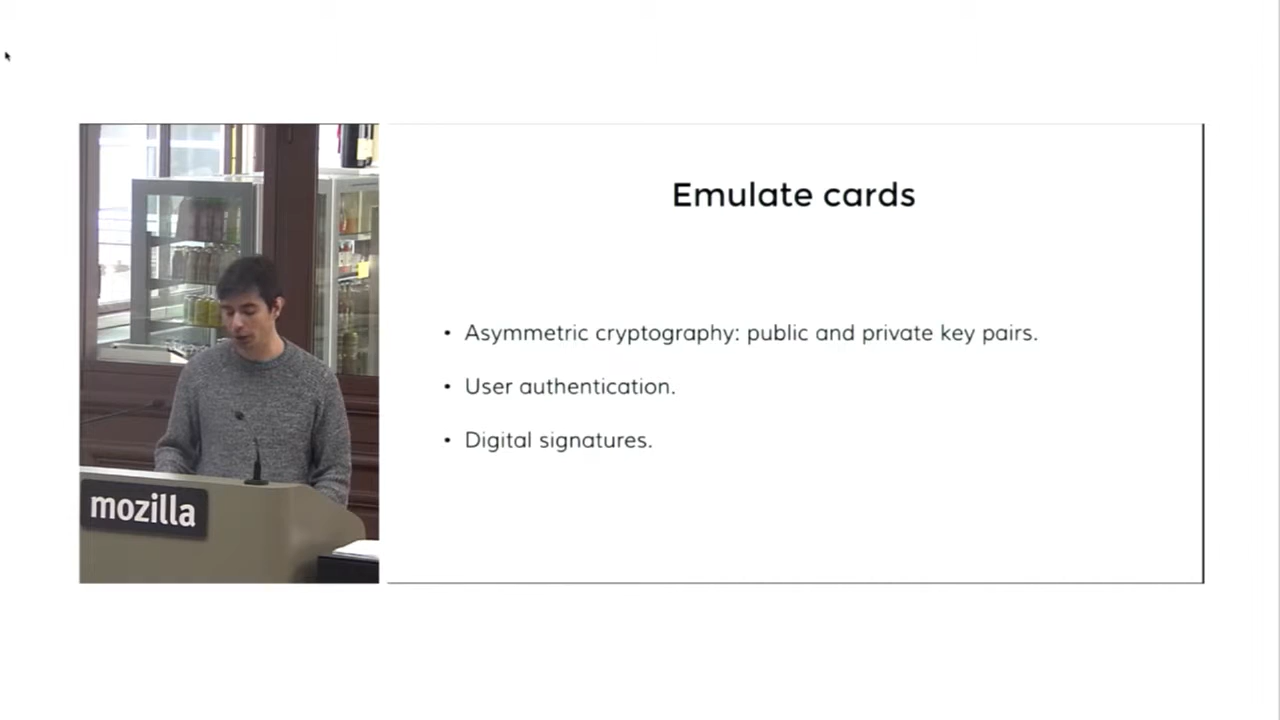 Emulate cards
• Asymmetric cryptography: public and private key pairs.
• User authentication.
• Digital signatures.
mozilla